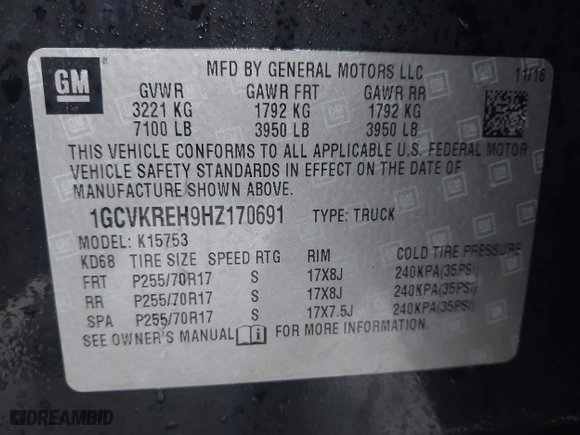 GM
MFD BY GENERAL MOTORS LLC 11/16
GVWR GAWR FRT GAWR RR
3221 KG 1792 KG 1792 KG
7100 LB 3950 LB 3950 LB
THIS VEHICLE CONFORMS TO ALL APPLICABLE U.S. FEDERAL MOTOR
VEHICLE SAFETY STANDARDS IN EFFECT ON THE DATE OF
MANUFACTURE SHOWN ABOVE.
1GCVKREH9HZ170691 TYPE: TRUCK
MODEL: K15753
KD68 TIRE SIZE SPEED RTG RIM COLD TIRE PRESSURE
FRT P255/70R17 S 17X8J 240KPA(35PSI)
RR P255/70R17 S 17X8J 240KPA(35PSI)
SPA P255/70R17 S 17X7.5J 240KPA(35PSI)
SEE OWNER'S MANUAL FOR MORE INFORMATION.
DREAMBID